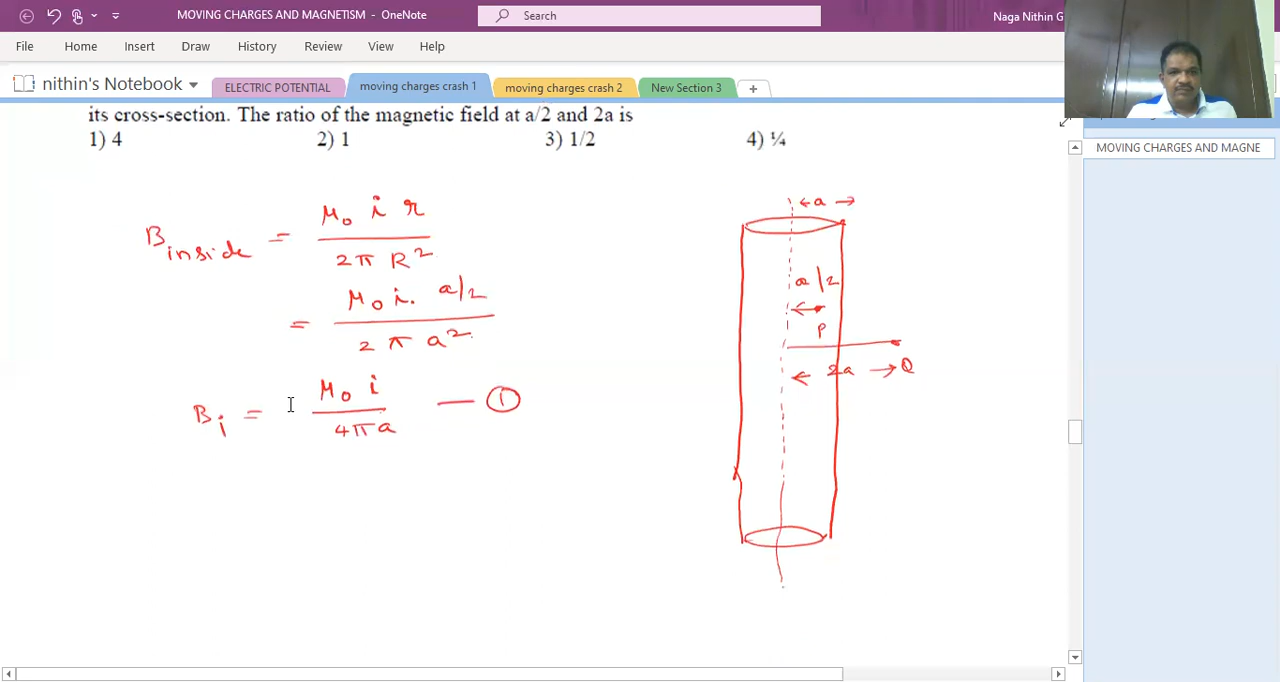 MOVING CHARGES AND MAGNETISM - OneNote
Search
Naga Nithin G
File Home Insert Draw History Review View Help
nithin's Notebook
ELECTRIC POTENTIAL
moving charges crash 1
moving charges crash 2
New Section 3
MOVING CHARGES AND MAGNE
its cross-section. The ratio of the magnetic field at a/2 and 2a is
1) 4 2) 1 3) 1/2 4) ¼
B inside = μ₀ i r / 2π R²
= μ₀ i. a/2 / 2 π a²
Bᵢ = μ₀ i / 4πa — ①
a
a/2
P
2a Q